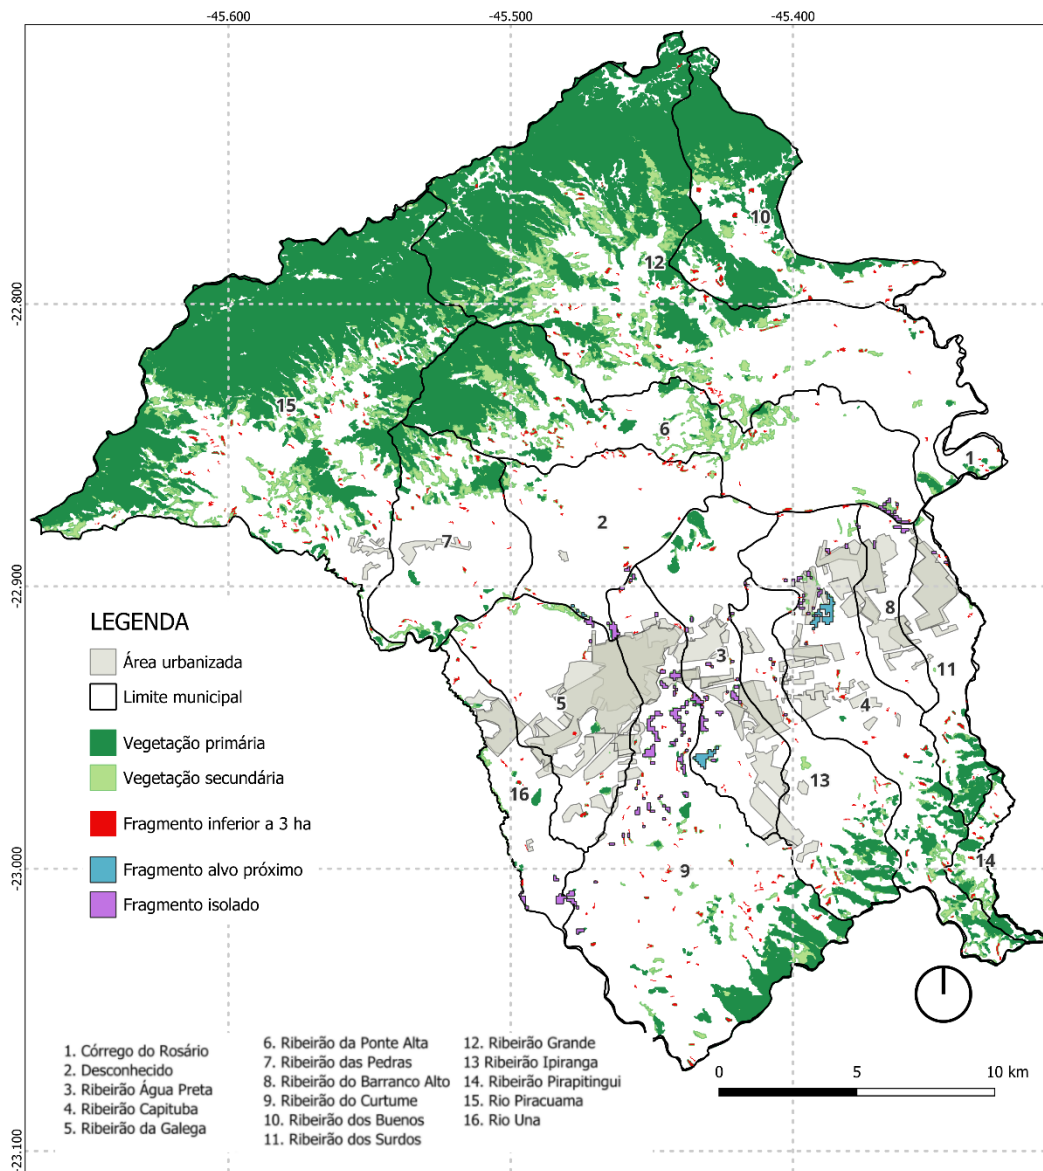 -45.600
-45.500
-45.400
10
12
-22.800
15
6
1
2
7
-22.900
8
3
11
5
4
13
16
-23.000
14
9
LEGENDA
Área urbanizada
Limite municipal
Vegetação primária
Vegetação secundária
Fragmento inferior a 3 ha
Fragmento alvo próximo
Fragmento isolado
1. Córrego do Rosário
2. Desconhecido
3. Ribeirão Água Preta
4. Ribeirão Capituba
5. Ribeirão da Galega
6. Ribeirão da Ponte Alta
7. Ribeirão das Pedras
8. Ribeirão do Barranco Alto
9. Ribeirão do Curtume
10. Ribeirão dos Buenos
11. Ribeirão dos Surdos
12. Ribeirão Grande
13 Ribeirão Ipiranga
14. Ribeirão Pirapitingui
15. Rio Piracuama
16. Rio Una
0 5 10 km
-23.100